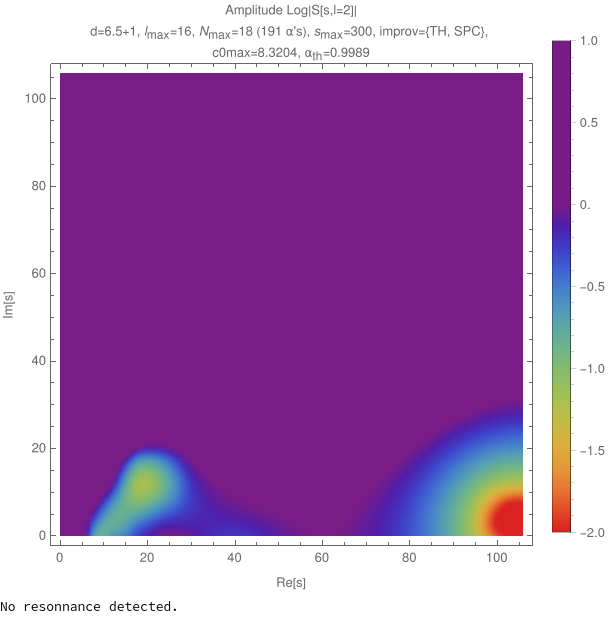 Amplitude Log|S[s,l=2]|
d=6.5+1, lmax=16, Nmax=18 (191 α's), smax=300, improv={TH, SPC},
c0max=8.3204, αth=0.9989
1.0
0.5
0.
-0.5
-1.0
-1.5
-2.0
100
80
60
40
20
0
Im[s]
0 20 40 60 80 100
Re[s]
No resonnance detected.